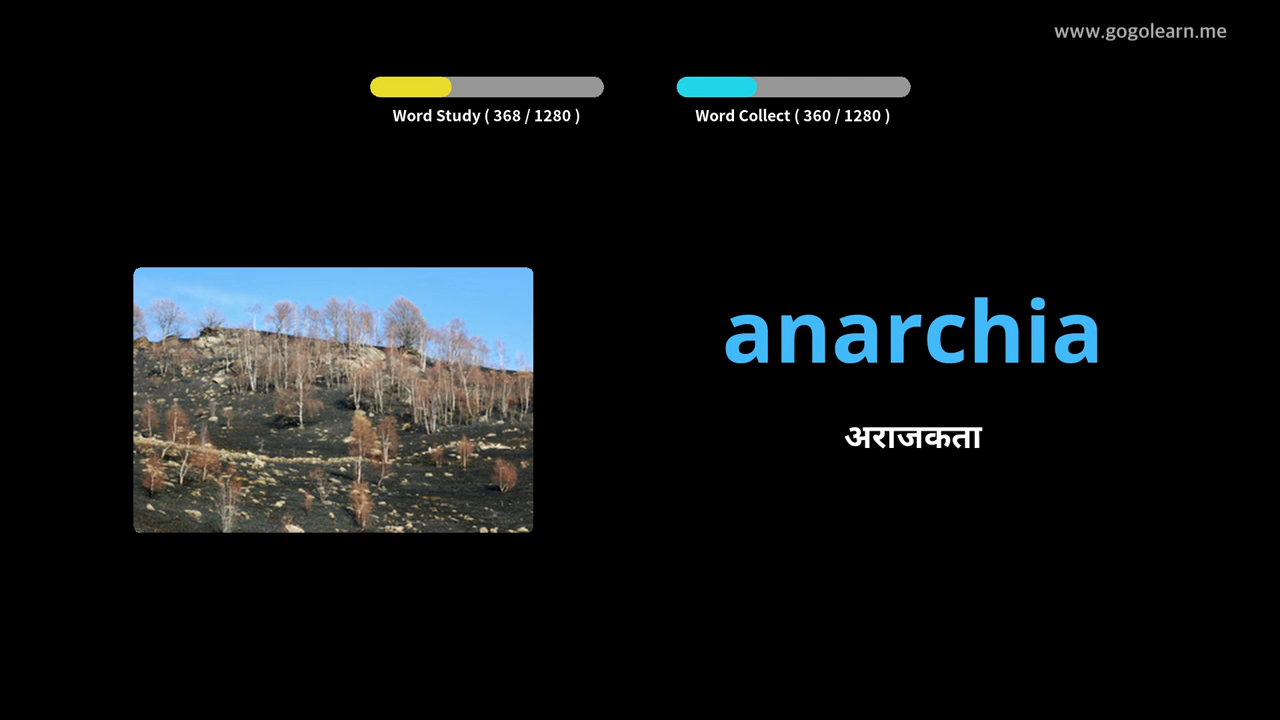 www.gogolearn.me
Word Study ( 368 / 1280 )
Word Collect ( 360 / 1280 )
anarchia
अराजकता